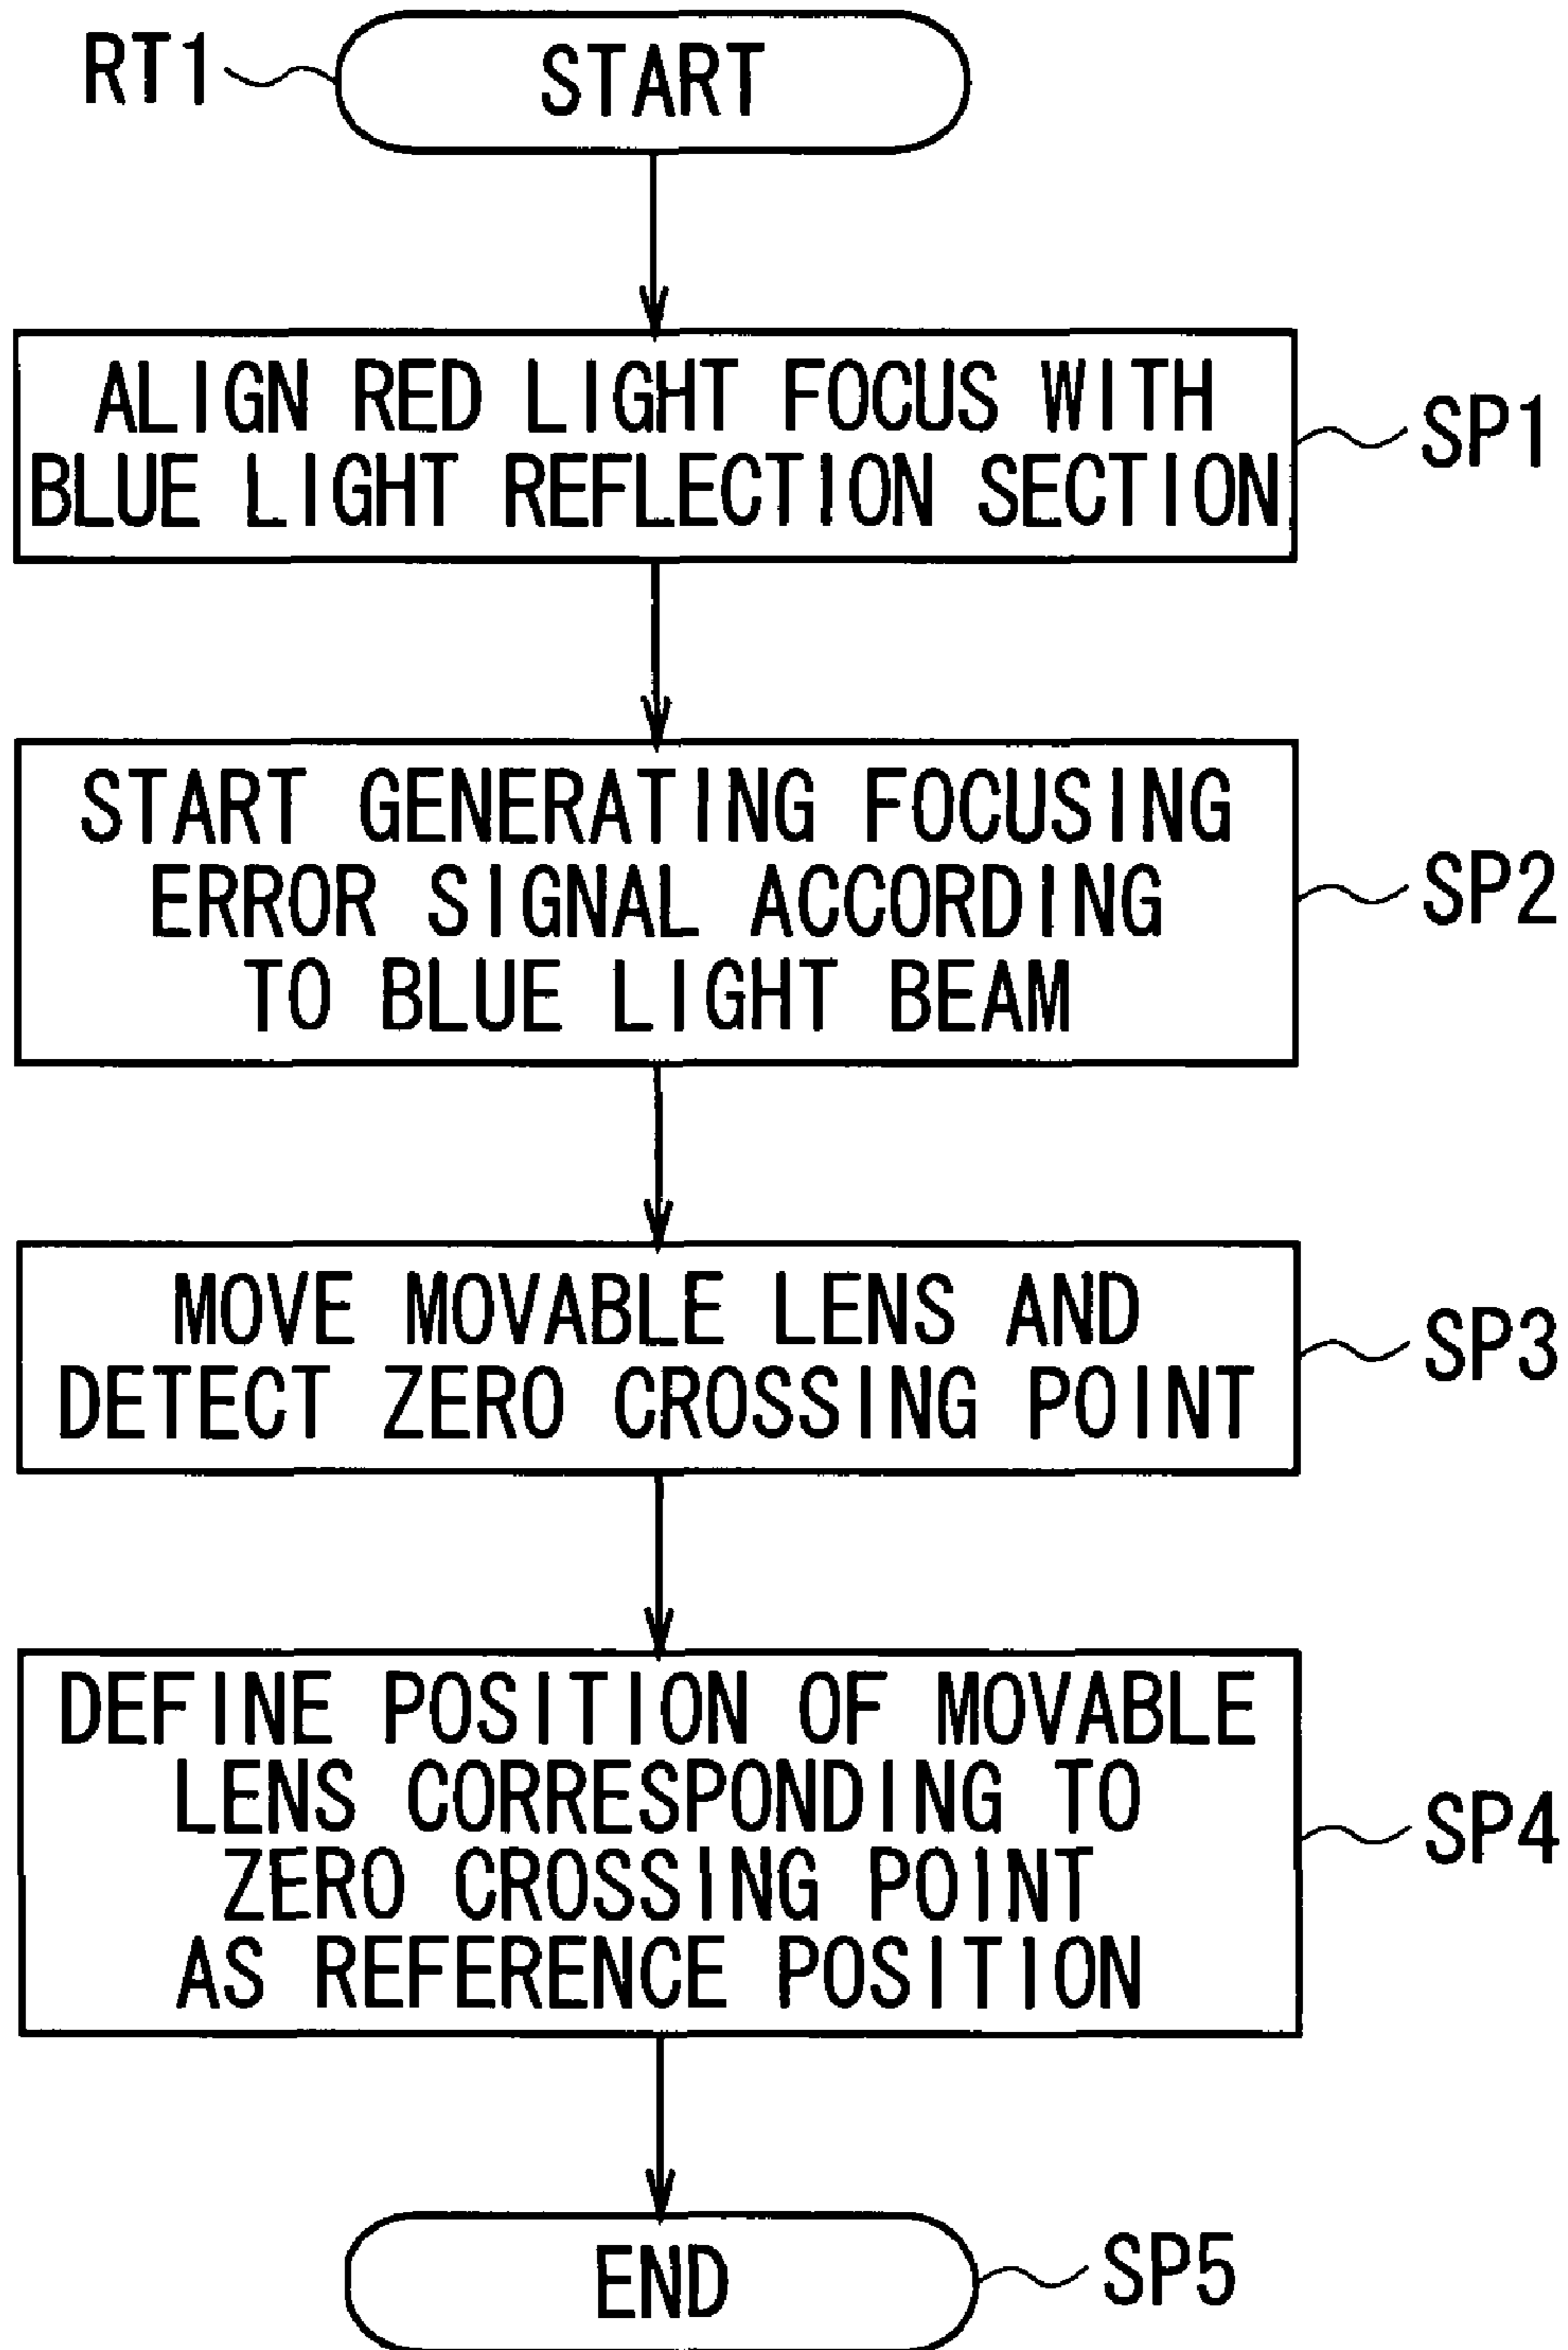 RT1
START
ALIGN RED LIGHT FOCUS WITH
BLUE LIGHT REFLECTION SECTION
SP1
START GENERATING FOCUSING
ERROR SIGNAL ACCORDING
TO BLUE LIGHT BEAM
SP2
MOVE MOVABLE LENS AND
DETECT ZERO CROSSING POINT
SP3
DEFINE POSITION OF MOVABLE
LENS CORRESPONDING TO
ZERO CROSSING POINT
AS REFERENCE POSITION
SP4
END
SP5